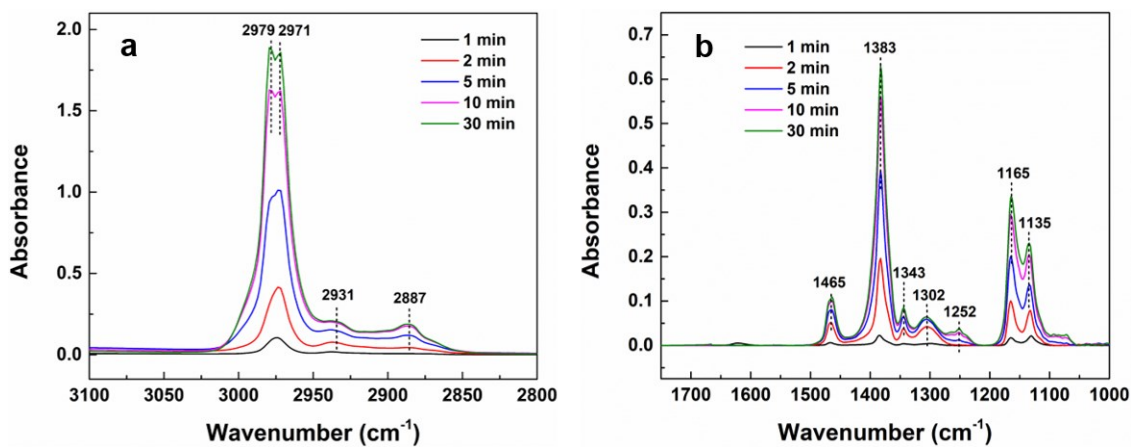 a
2979 2971
1 min
2 min
5 min
10 min
30 min
2931 2887
2.0
1.5
1.0
0.5
0.0
Absorbance
3100 3050 3000 2950 2900 2850 2800
Wavenumber (cm⁻¹)
b
1383
1 min
2 min
5 min
10 min
30 min
1165
1135
1465
1343
1302
1252
0.7
0.6
0.5
0.4
0.3
0.2
0.1
0.0
Absorbance
1700 1600 1500 1400 1300 1200 1100 1000
Wavenumber (cm⁻¹)